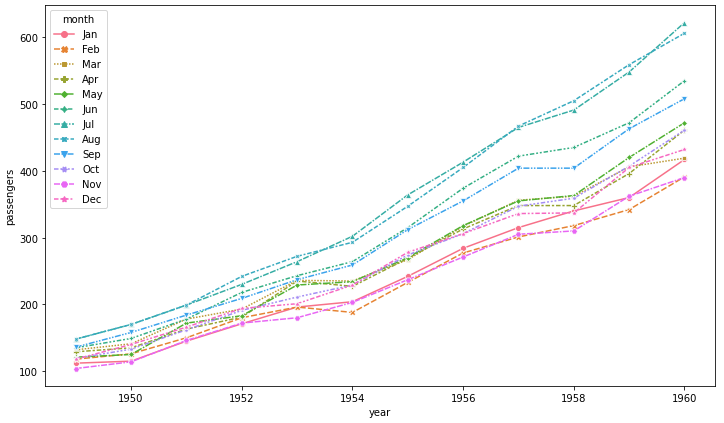 month
Jan
Feb
Mar
Apr
May
Jun
Jul
Aug
Sep
Oct
Nov
Dec
600
500
400
300
200
100
passengers
1950 1952 1954 1956 1958 1960
year